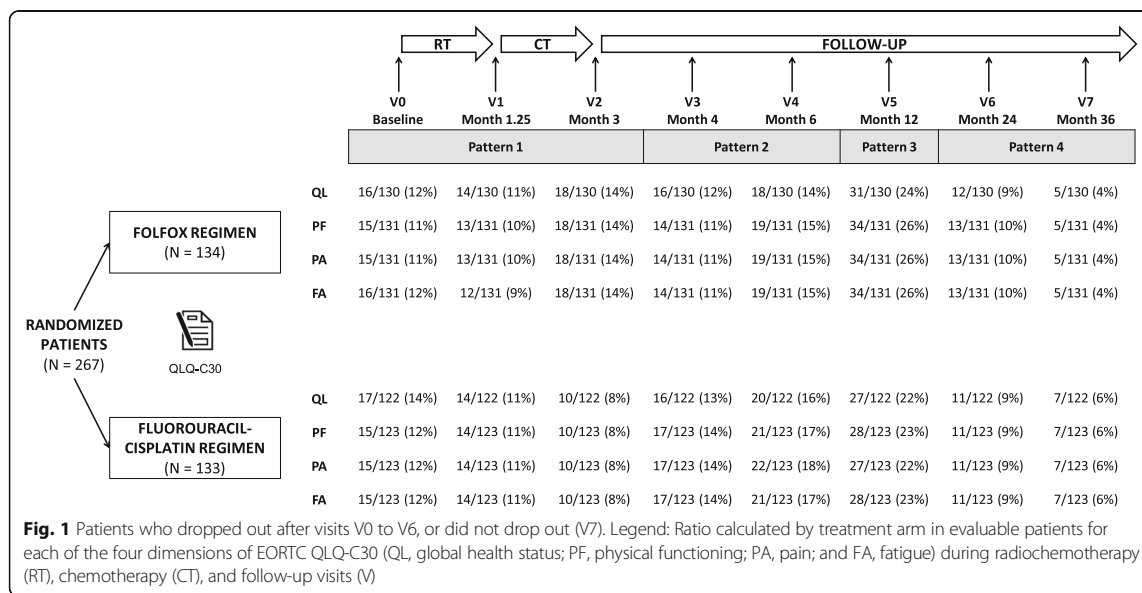 RT CT FOLLOW-UP
V0 V1 V2 V3 V4 V5 V6 V7
Baseline Month 1.25 Month 3 Month 4 Month 6 Month 12 Month 24 Month 36
Pattern 1 Pattern 2 Pattern 3 Pattern 4
QL 16/130 (12%) 14/130 (11%) 18/130 (14%) 16/130 (12%) 18/130 (14%) 31/130 (24%) 12/130 (9%) 5/130 (4%)
FOLFOX REGIMEN
(N = 134)
PF 15/131 (11%) 13/131 (10%) 18/131 (14%) 14/131 (11%) 19/131 (15%) 34/131 (26%) 13/131 (10%) 5/131 (4%)
PA 15/131 (11%) 13/131 (10%) 18/131 (14%) 14/131 (11%) 19/131 (15%) 34/131 (26%) 13/131 (10%) 5/131 (4%)
FA 16/131 (12%) 12/131 (9%) 18/131 (14%) 14/131 (11%) 19/131 (15%) 34/131 (26%) 13/131 (10%) 5/131 (4%)
RANDOMIZED
PATIENTS
(N = 267)
QLQ-C30
QL 17/122 (14%) 14/122 (11%) 10/122 (8%) 16/122 (13%) 20/122 (16%) 27/122 (22%) 11/122 (9%) 7/122 (6%)
FLUOROURACIL-
CISPLATIN REGIMEN
(N = 133)
PF 15/123 (12%) 14/123 (11%) 10/123 (8%) 17/123 (14%) 21/123 (17%) 28/123 (23%) 11/123 (9%) 7/123 (6%)
PA 15/123 (12%) 14/123 (11%) 10/123 (8%) 17/123 (14%) 22/123 (18%) 27/123 (22%) 11/123 (9%) 7/123 (6%)
FA 15/123 (12%) 14/123 (11%) 10/123 (8%) 17/123 (14%) 21/123 (17%) 28/123 (23%) 11/123 (9%) 7/123 (6%)
Fig. 1 Patients who dropped out after visits V0 to V6, or did not drop out (V7). Legend: Ratio calculated by treatment arm in evaluable patients for
each of the four dimensions of EORTC QLQ-C30 (QL, global health status; PF, physical functioning; PA, pain; and FA, fatigue) during radiochemotherapy
(RT), chemotherapy (CT), and follow-up visits (V)